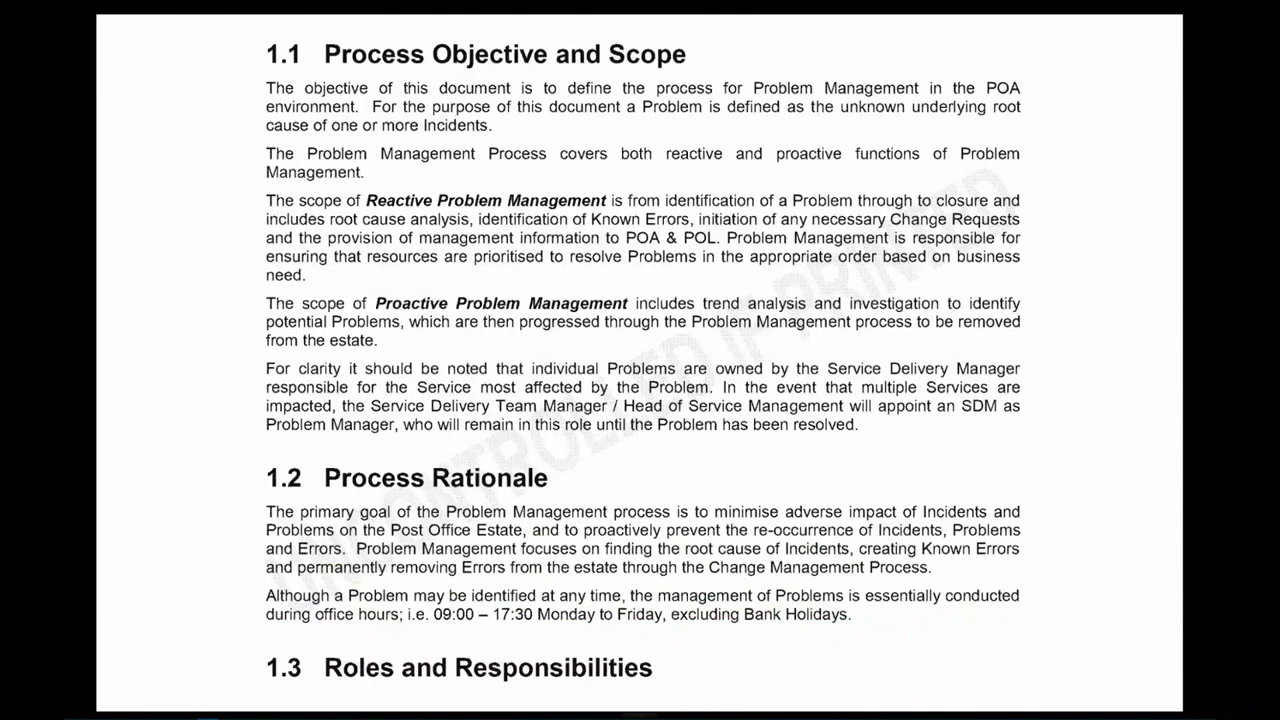 1.1 Process Objective and Scope
The objective of this document is to define the process for Problem Management in the POA
environment. For the purpose of this document a Problem is defined as the unknown underlying root
cause of one or more Incidents.
The Problem Management Process covers both reactive and proactive functions of Problem
Management.
The scope of Reactive Problem Management is from identification of a Problem through to closure and
includes root cause analysis, identification of Known Errors, initiation of any necessary Change Requests
and the provision of management information to POA & POL. Problem Management is responsible for
ensuring that resources are prioritised to resolve Problems in the appropriate order based on business
need.
The scope of Proactive Problem Management includes trend analysis and investigation to identify
potential Problems, which are then progressed through the Problem Management process to be removed
from the estate.
For clarity it should be noted that individual Problems are owned by the Service Delivery Manager
responsible for the Service most affected by the Problem. In the event that multiple Services are
impacted, the Service Delivery Team Manager / Head of Service Management will appoint an SDM as
Problem Manager, who will remain in this role until the Problem has been resolved.
1.2 Process Rationale
The primary goal of the Problem Management process is to minimise adverse impact of Incidents and
Problems on the Post Office Estate, and to proactively prevent the re-occurrence of Incidents, Problems
and Errors. Problem Management focuses on finding the root cause of Incidents, creating Known Errors
and permanently removing Errors from the estate through the Change Management Process.
Although a Problem may be identified at any time, the management of Problems is essentially conducted
during office hours; i.e. 09:00 – 17:30 Monday to Friday, excluding Bank Holidays.
1.3 Roles and Responsibilities
UNCONTROLLED IF PRINTED